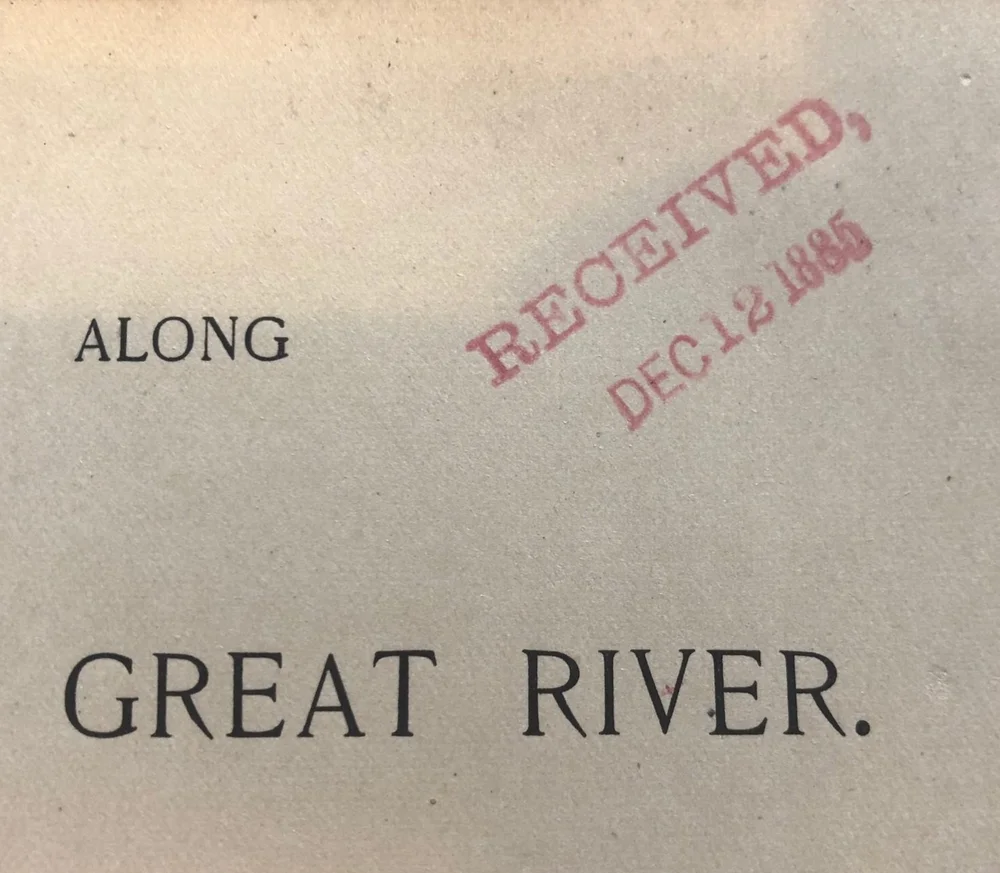 RECEIVED,
DEC 12 1885
ALONG
GREAT RIVER.